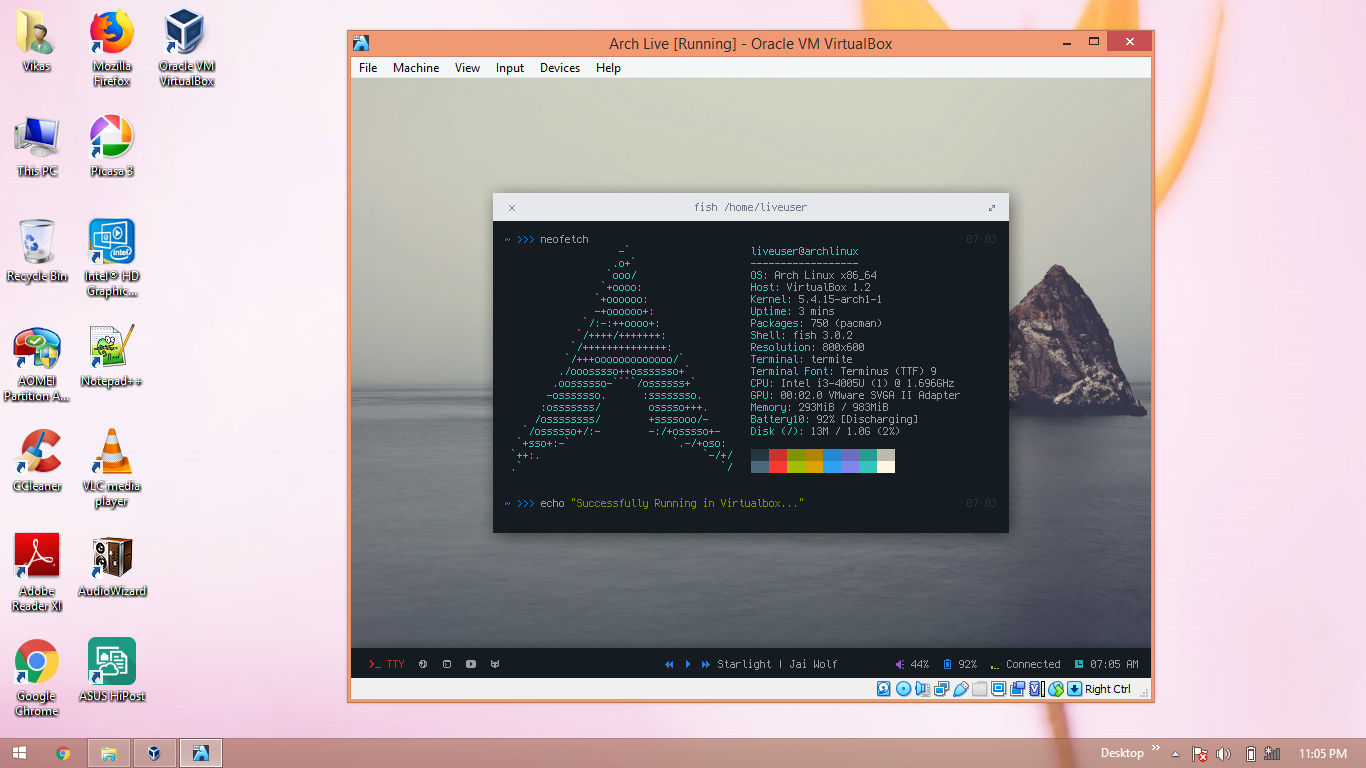 Vikas
Mozilla
Firefox
Oracle VM
VirtualBox
This PC
Picasa 3
Recycle Bin
Intel® HD
Graphic...
AOMEI
Partition A...
Notepad++
CCleaner
VLC media
player
Adobe
Reader XI
AudioWizard
Google
Chrome
ASUS HiPost
Arch Live [Running] - Oracle VM VirtualBox
File Machine View Input Devices Help
fish /home/liveuser
~ >>> neofetch 07:03
liveuser@archlinux
------------------
OS: Arch Linux x86_64
Host: VirtualBox 1.2
Kernel: 5.4.15-arch1-1
Uptime: 3 mins
Packages: 750 (pacman)
Shell: fish 3.0.2
Resolution: 800x600
Terminal: termite
Terminal Font: Terminus (TTF) 9
CPU: Intel i3-4005U (1) @ 1.696GHz
GPU: 00:02.0 VMware SVGA II Adapter
Memory: 293MiB / 983MiB
Battery10: 92% [Discharging]
Disk (/): 13M / 1.0G (2%)
~ >>> echo "Successfully Running in Virtualbox..." 07:03
>_ TTY Starlight | Jai Wolf 44% 92% Connected 07:05 AM
Right Ctrl
Desktop » 11:05 PM